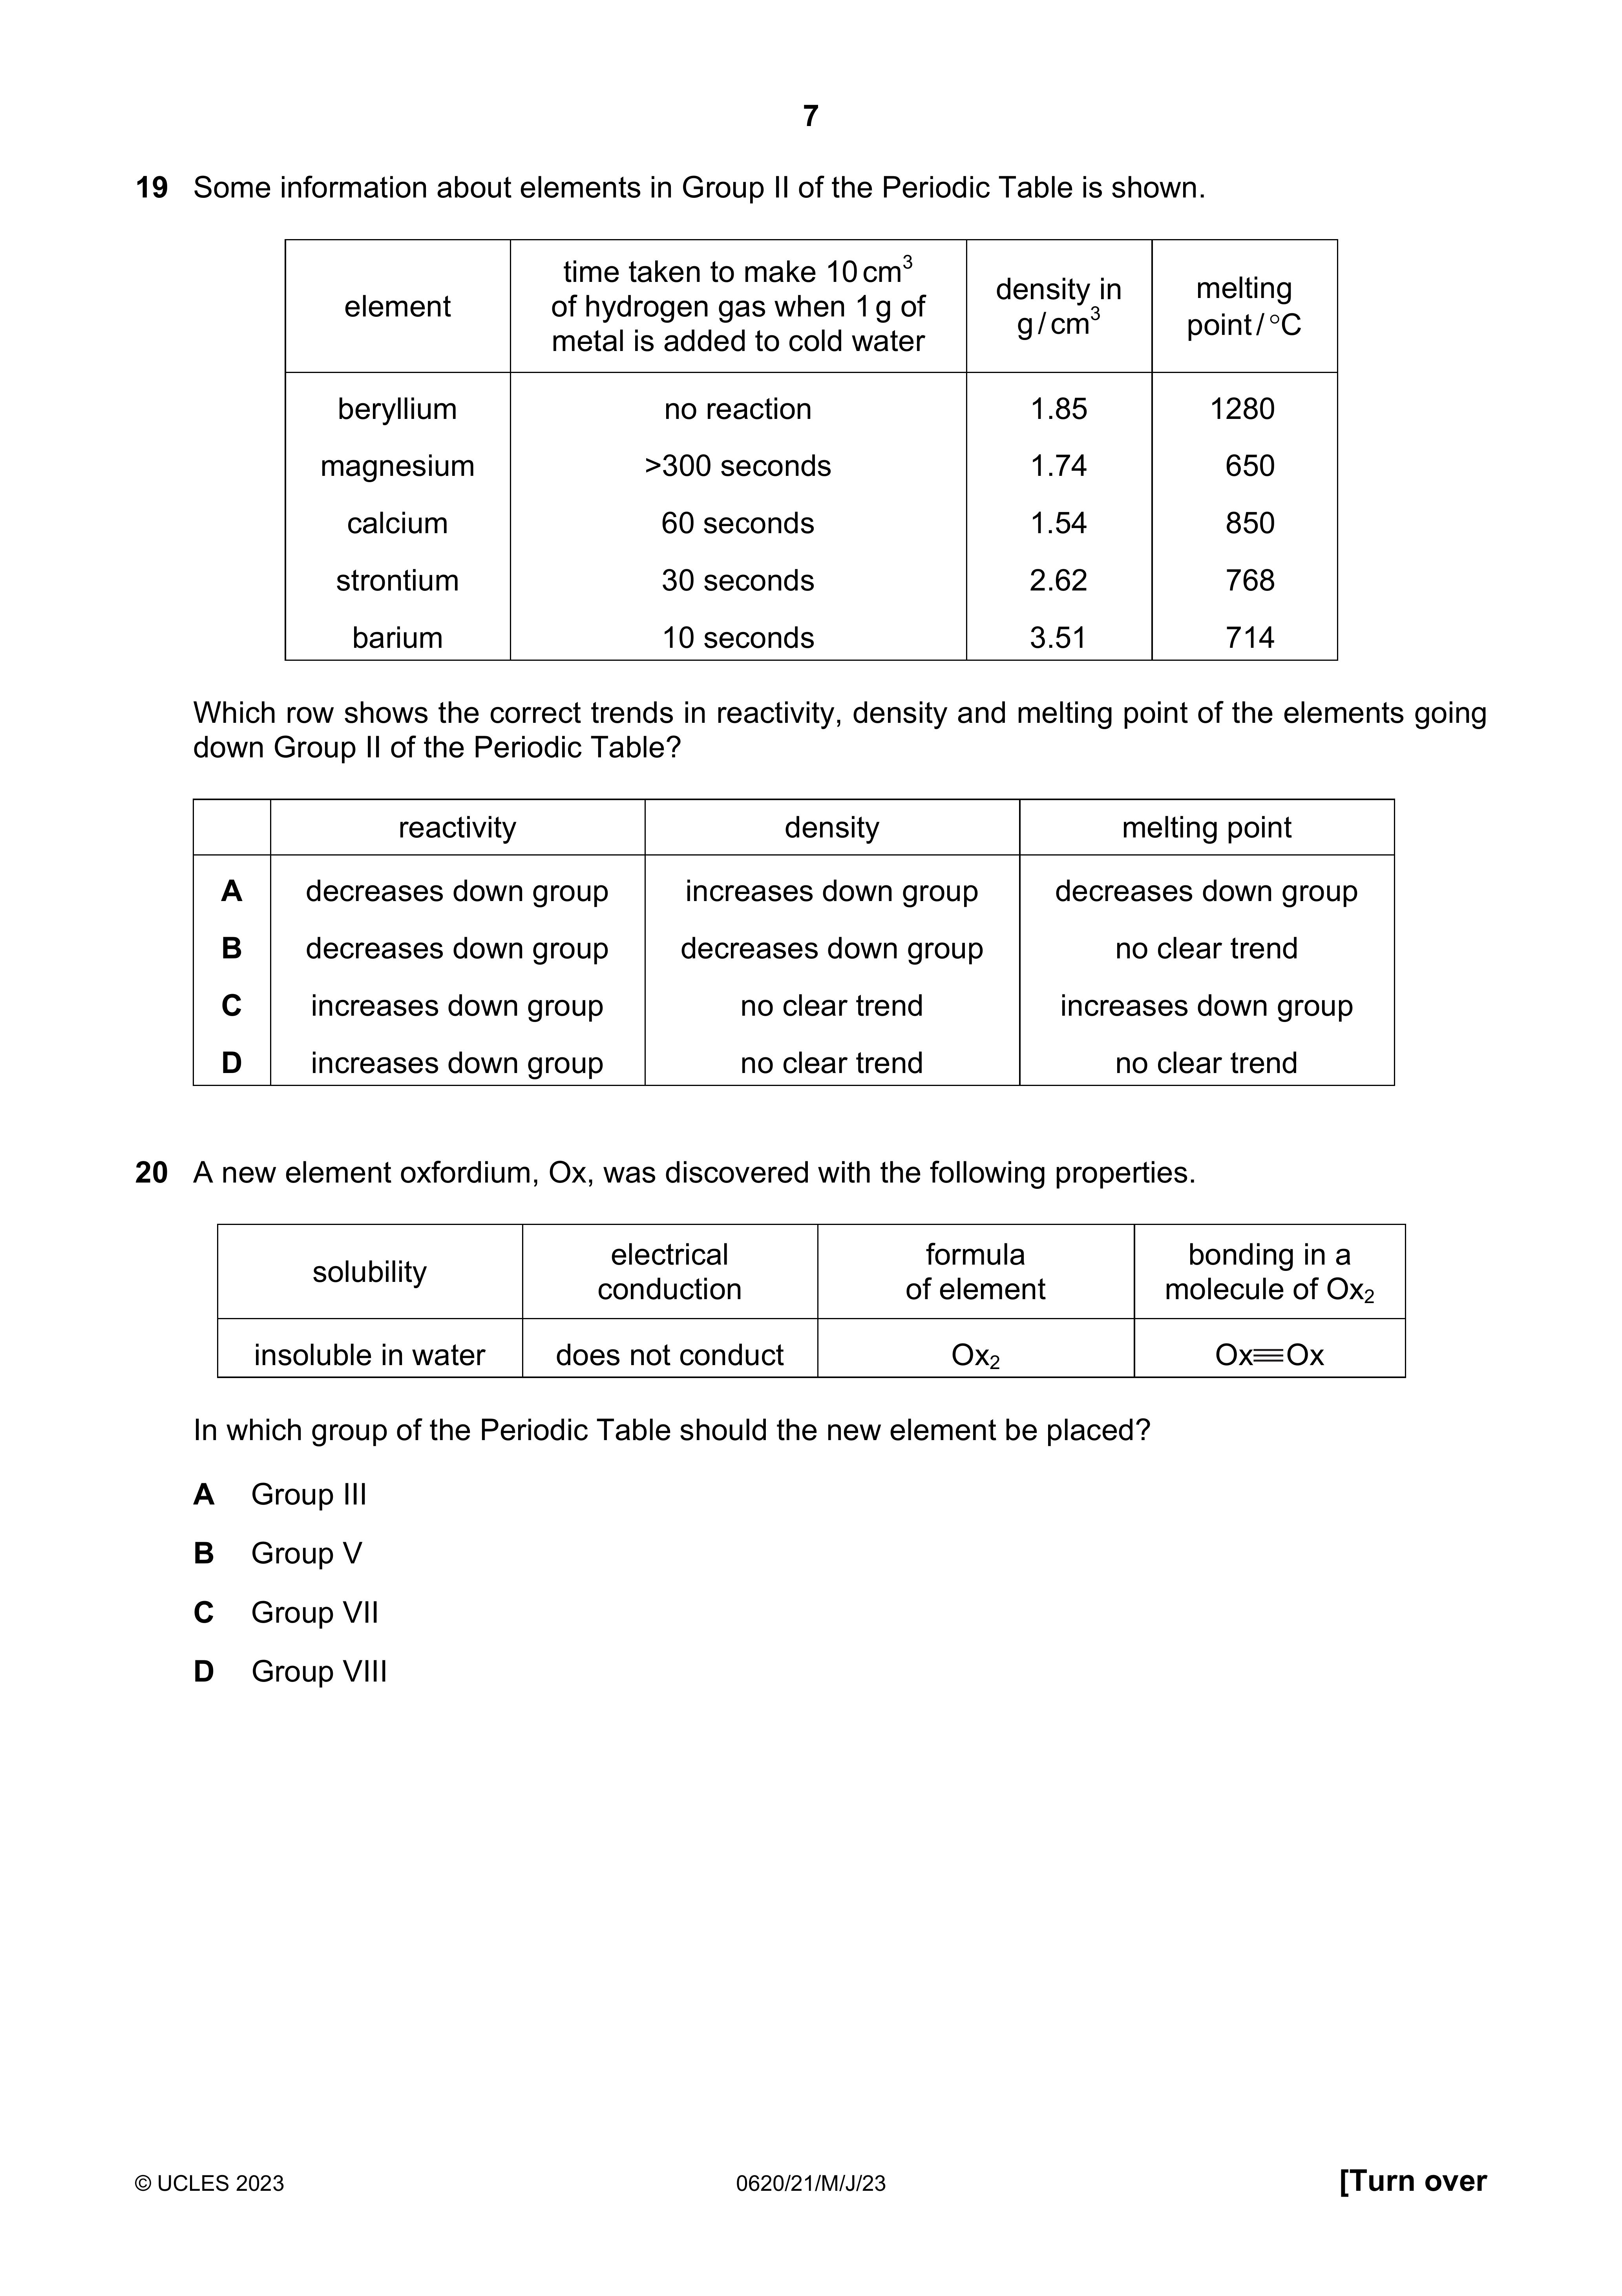 7
19 Some information about elements in Group II of the Periodic Table is shown.
element
time taken to make 10 cm³
of hydrogen gas when 1 g of
metal is added to cold water
density in
g / cm³
melting
point / °C
beryllium no reaction 1.85 1280
magnesium >300 seconds 1.74 650
calcium 60 seconds 1.54 850
strontium 30 seconds 2.62 768
barium 10 seconds 3.51 714
Which row shows the correct trends in reactivity, density and melting point of the elements going
down Group II of the Periodic Table?
reactivity density melting point
A decreases down group increases down group decreases down group
B decreases down group decreases down group no clear trend
C increases down group no clear trend increases down group
D increases down group no clear trend no clear trend
20 A new element oxfordium, Ox, was discovered with the following properties.
solubility
electrical
conduction
formula
of element
bonding in a
molecule of Ox₂
insoluble in water does not conduct Ox₂ Ox≡Ox
In which group of the Periodic Table should the new element be placed?
A Group III
B Group V
C Group VII
D Group VIII
© UCLES 2023 0620/21/M/J/23 [Turn over